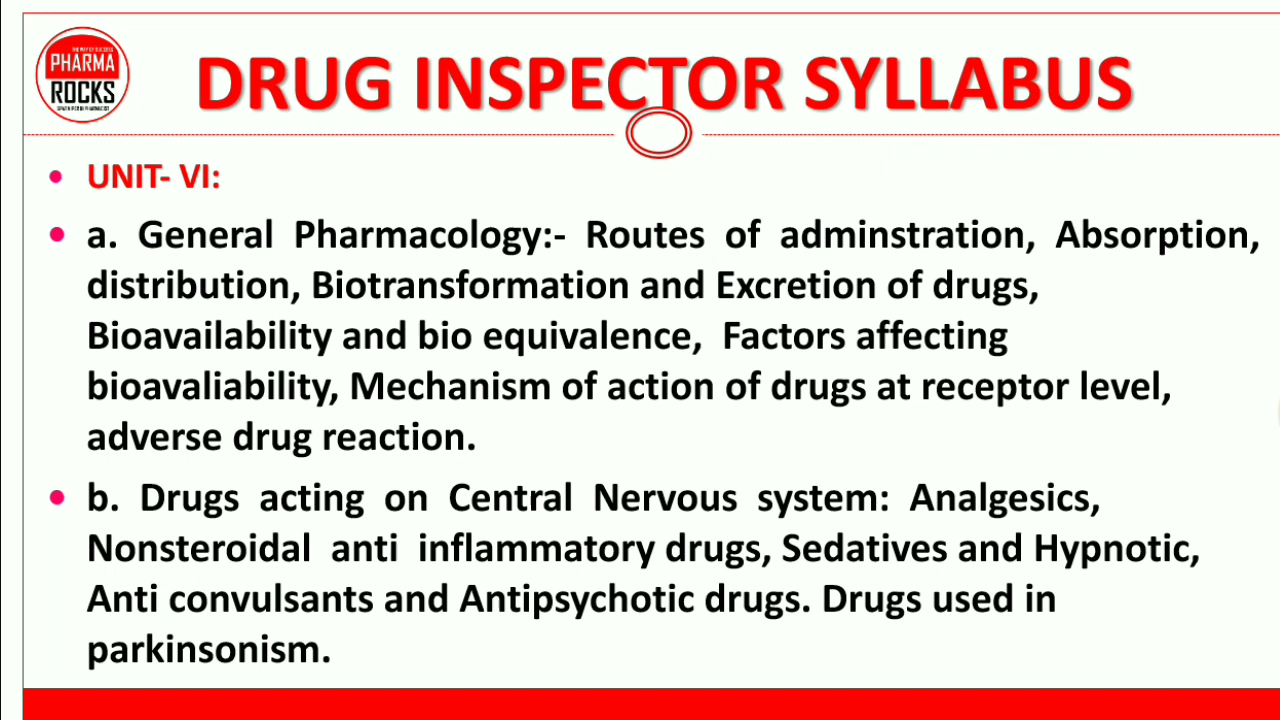 PHARMA
ROCKS
DRUG INSPECTOR SYLLABUS
UNIT- VI:
a. General Pharmacology:- Routes of adminstration, Absorption,
distribution, Biotransformation and Excretion of drugs,
Bioavailability and bio equivalence, Factors affecting
bioavaliability, Mechanism of action of drugs at receptor level,
adverse drug reaction.
b. Drugs acting on Central Nervous system: Analgesics,
Nonsteroidal anti inflammatory drugs, Sedatives and Hypnotic,
Anti convulsants and Antipsychotic drugs. Drugs used in
parkinsonism.